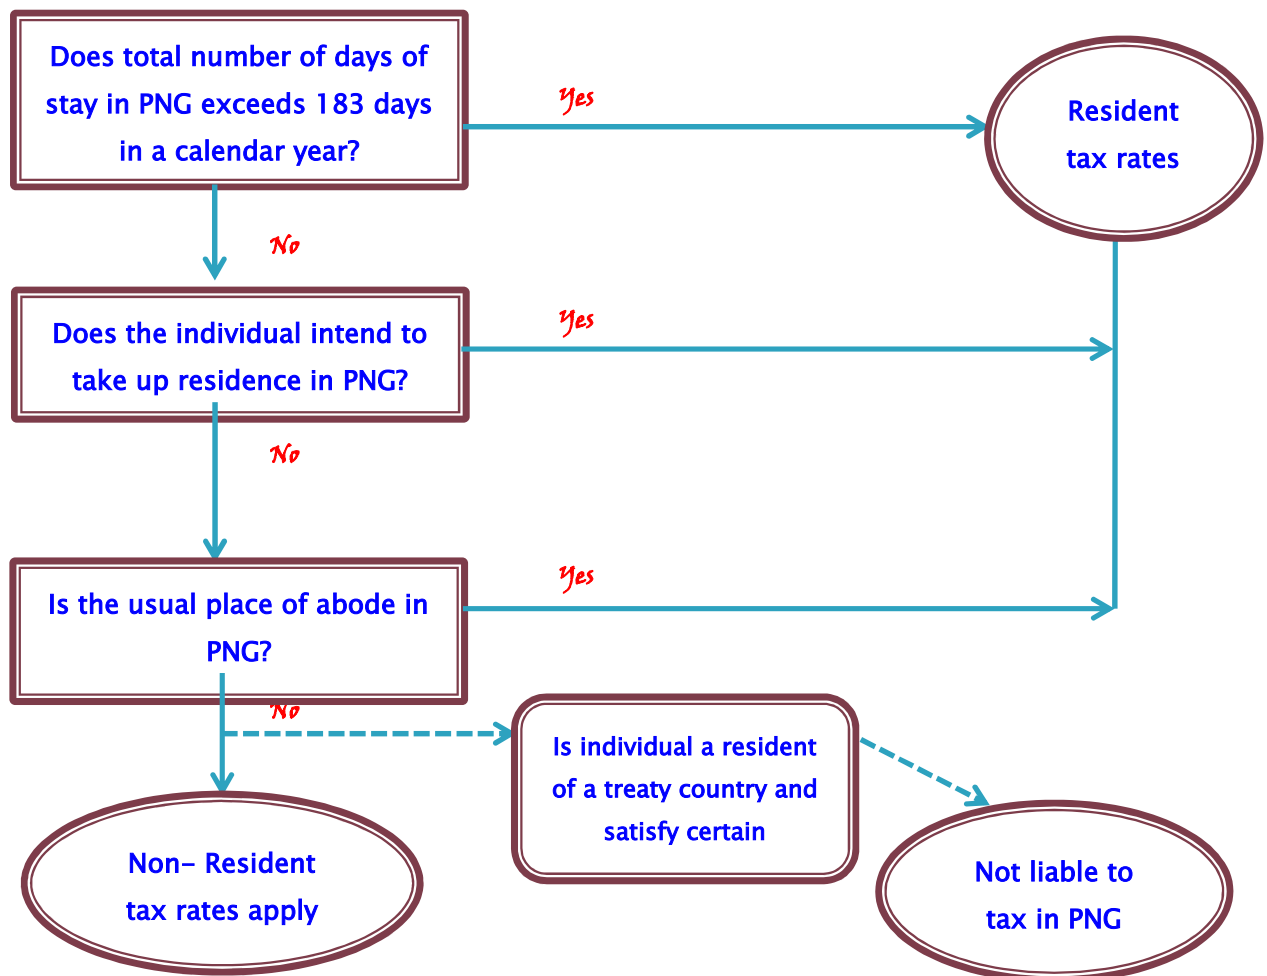 Does total number of days of
stay in PNG exceeds 183 days
in a calendar year?
Yes
Resident
tax rates
No
Does the individual intend to
take up residence in PNG?
Yes
No
Is the usual place of abode in
PNG?
Yes
No
Is individual a resident
of a treaty country and
satisfy certain
Non- Resident
tax rates apply
Not liable to
tax in PNG